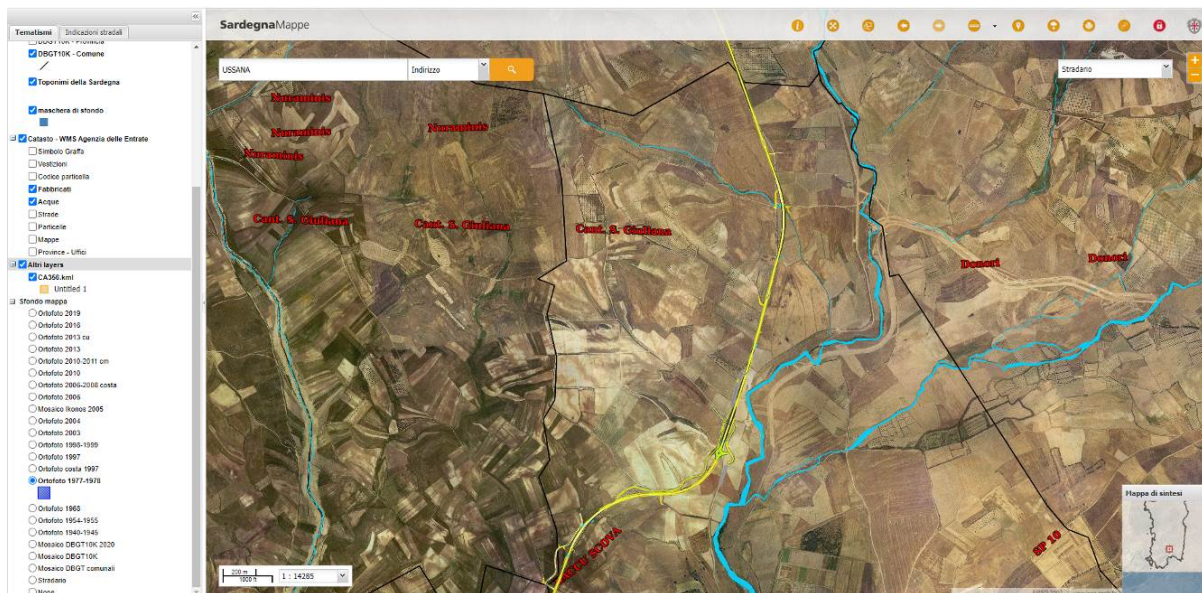 SardegnaMappe
Tematismi
Indicazioni stradali
DBGT10K - Provincia
DBGT10K - Comune
Toponimi della Sardegna
maschera di sfondo
Catasto - WMS Agenzia delle Entrate
Simbolo Graffa
Vestizioni
Codice particella
Fabbricati
Acque
Strade
Particelle
Mappe
Province - Uffici
Altri layers
CA366.kml
Untitled 1
Sfondo mappa
Ortofoto 2019
Ortofoto 2016
Ortofoto 2013 cu
Ortofoto 2013
Ortofoto 2010-2011 cm
Ortofoto 2010
Ortofoto 2006-2008 costa
Ortofoto 2006
Mosaico Ikonos 2005
Ortofoto 2004
Ortofoto 2003
Ortofoto 1998-1999
Ortofoto 1997
Ortofoto costa 1997
Ortofoto 1977-1978
Ortofoto 1968
Ortofoto 1954-1955
Ortofoto 1940-1945
Mosaico DBGT10K 2020
Mosaico DBGT10K
Mosaico DBGT comunali
Stradario
None
USSANA
Indirizzo
Stradario
Nuraminis
Nuraminis
Nuraminis
Nuraminis
Cant. S. Giuliana
Cant. S. Giuliana
Cant. S. Giuliana
Donori
Donori
SCOVA
SP 10
Mappa di sintesi
200 m
1000 ft
1 : 14285